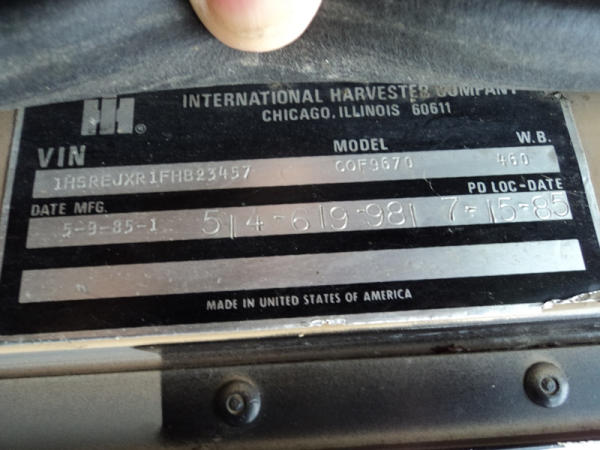 INTERNATIONAL HARVESTER COMPANY
CHICAGO, ILLINOIS 60611
VIN MODEL W.B.
1HSREJXR1FHB23457 COF9670 460
DATE MFG. PD LOC-DATE
5-9-85-1 514-619-981 7-15-85
MADE IN UNITED STATES OF AMERICA